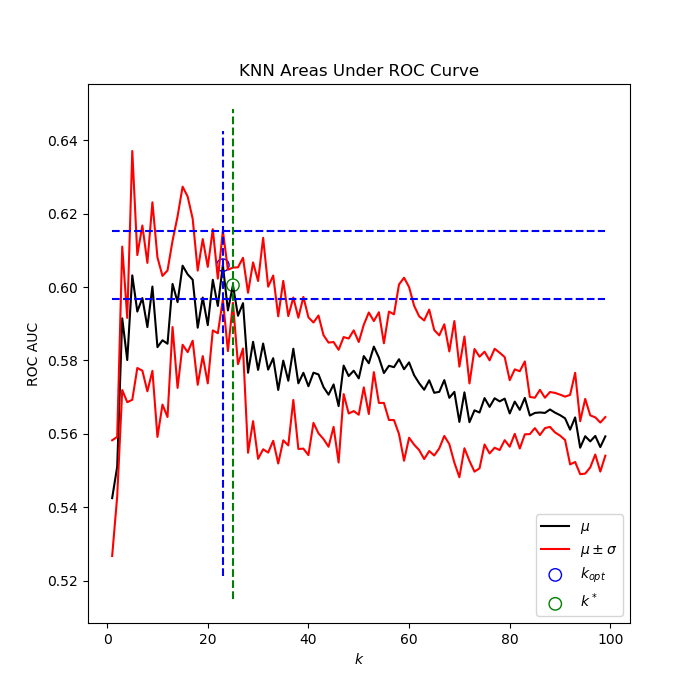 KNN Areas Under ROC Curve
ROC AUC
0.64
0.62
0.60
0.58
0.56
0.54
0.52
0 20 40 60 80 100
k
μ
μ ± σ
k_opt
k*